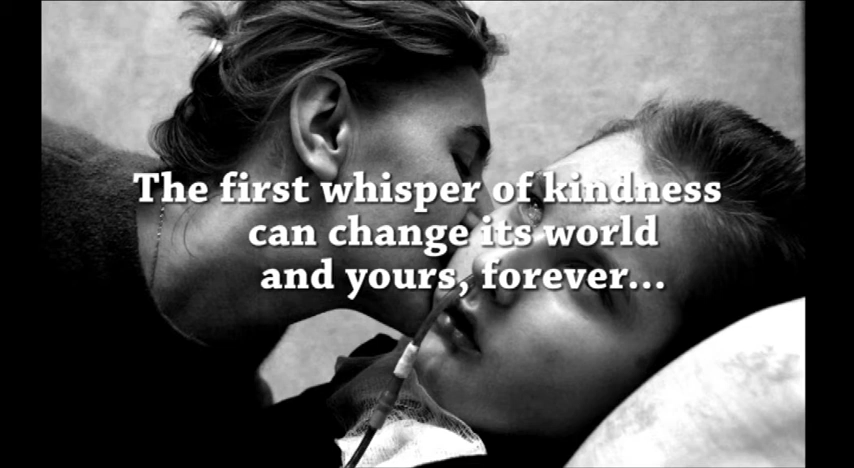 The first whisper of kindness
can change its world
and yours, forever...